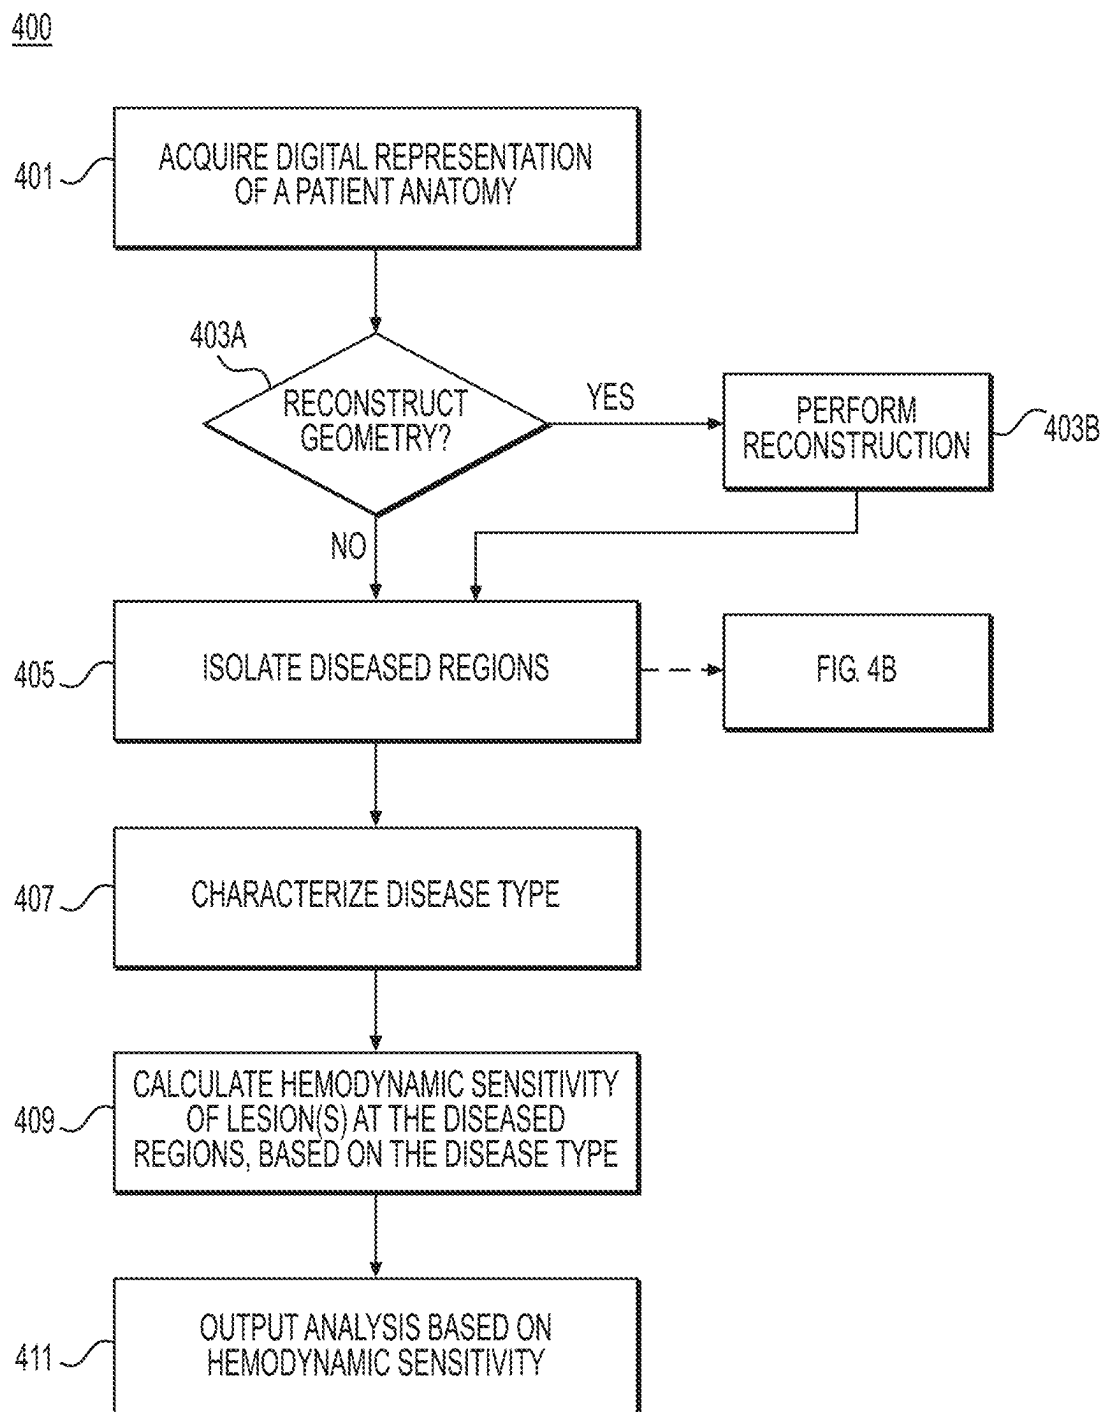 400
401
ACQUIRE DIGITAL REPRESENTATION
OF A PATIENT ANATOMY
403A
RECONSTRUCT
GEOMETRY?
YES
PERFORM
RECONSTRUCTION
403B
NO
405
ISOLATE DISEASED REGIONS
FIG. 4B
407
CHARACTERIZE DISEASE TYPE
409
CALCULATE HEMODYNAMIC SENSITIVITY
OF LESION(S) AT THE DISEASED
REGIONS, BASED ON THE DISEASE TYPE
411
OUTPUT ANALYSIS BASED ON
HEMODYNAMIC SENSITIVITY